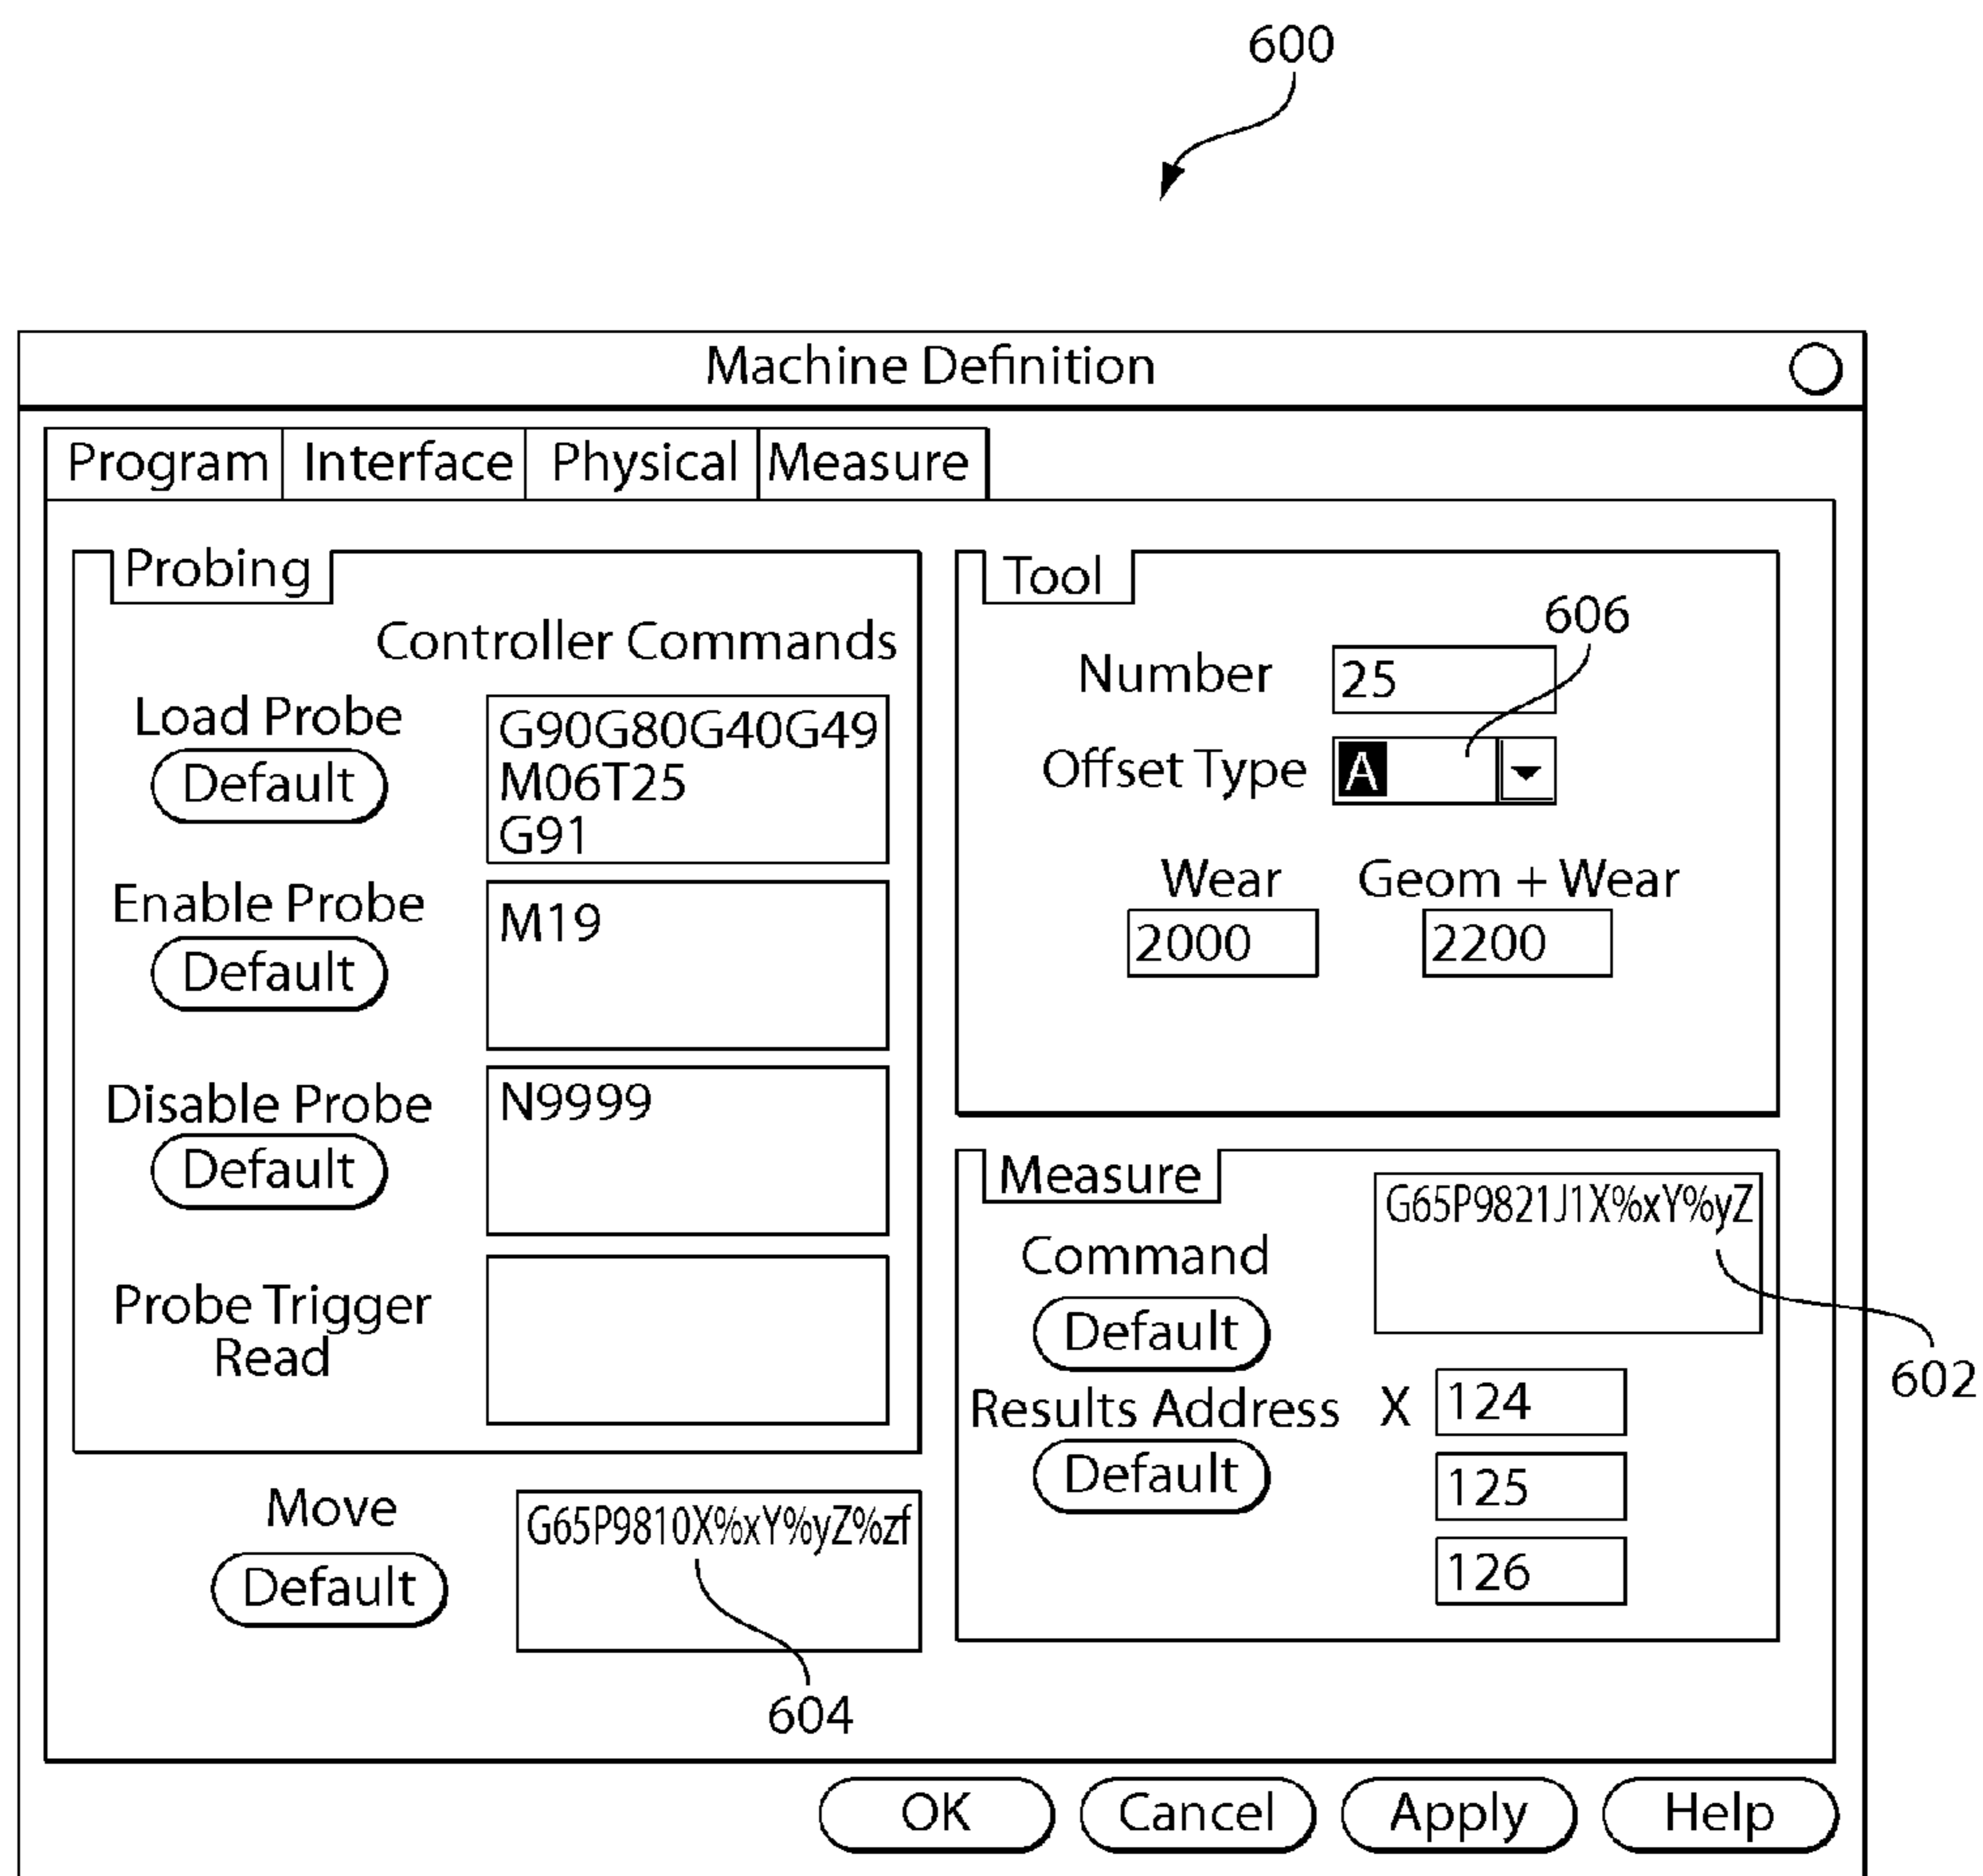 600
Machine Definition
Program Interface Physical Measure
Probing
Controller Commands
Load Probe
Default
G90G80G40G49
M06T25
G91
Enable Probe
Default
M19
Disable Probe
Default
N9999
Probe Trigger
Read
Move
Default
G65P9810X%xY%yZ%zf
604
Tool
606
Number 25
Offset Type A
Wear Geom + Wear
2000 2200
Measure
G65P9821J1X%xY%yZ
Command
Default
602
Results Address X 124
Default
125
126
OK Cancel Apply Help